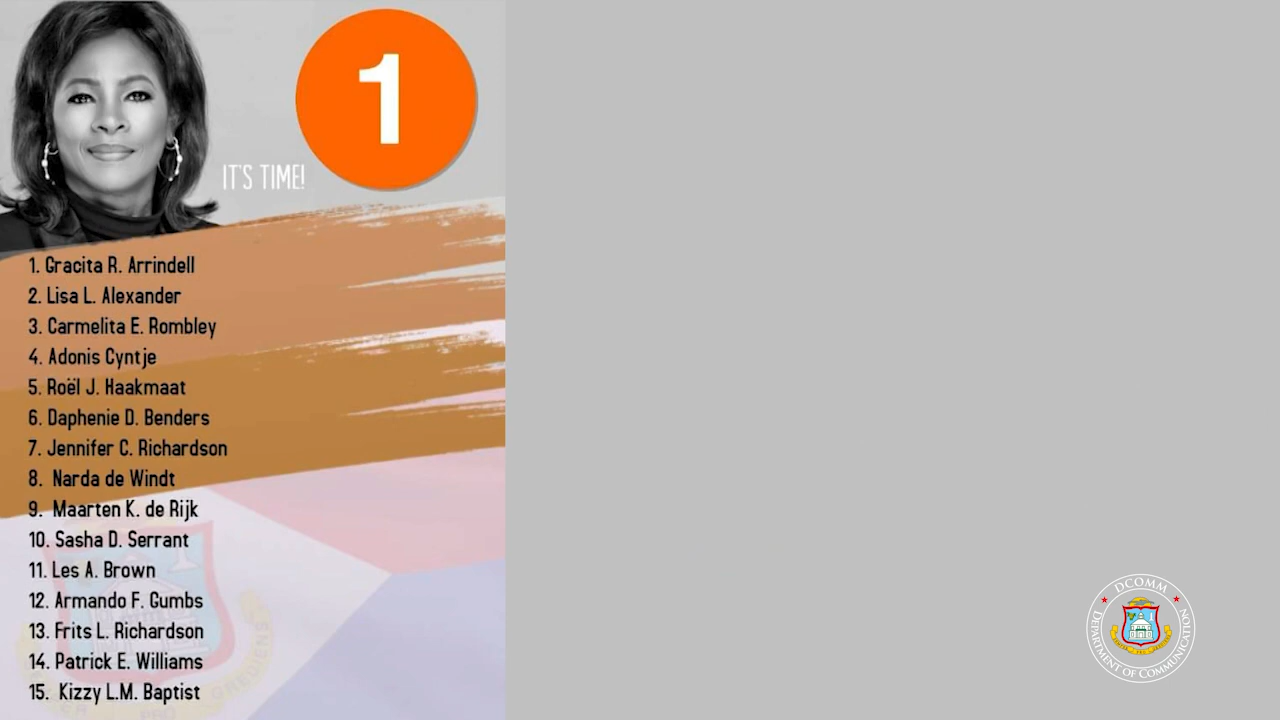 1
IT'S TIME!
1. Gracita R. Arrindell
2. Lisa L. Alexander
3. Carmelita E. Rombley
4. Adonis Cyntje
5. Roël J. Haakmaat
6. Daphenie D. Benders
7. Jennifer C. Richardson
8. Narda de Windt
9. Maarten K. de Rijk
10. Sasha D. Serrant
11. Les A. Brown
12. Armando F. Gumbs
13. Frits L. Richardson
14. Patrick E. Williams
15. Kizzy L.M. Baptist
PRO
GREDIENS
DCOMM
DEPARTMENT OF COMMUNICATION